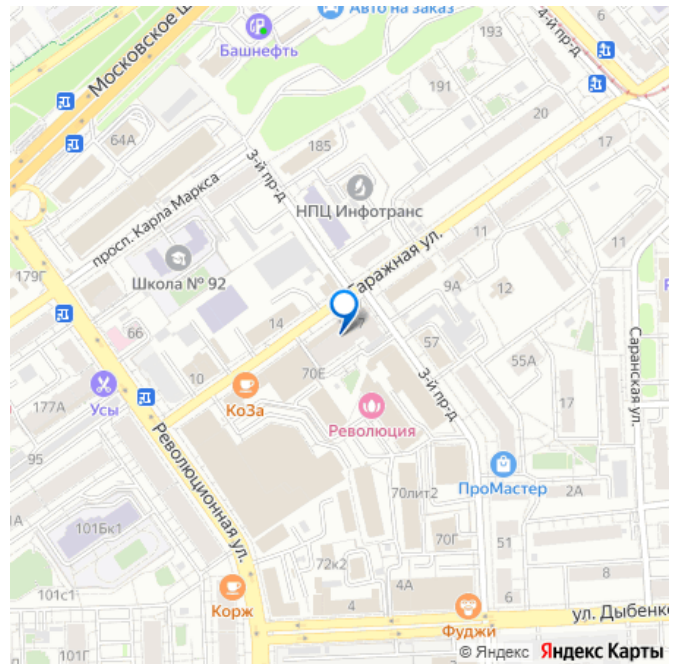 Авто на заказ
Башнефть
193
6
4-й пр-д
Московское ш
191
20
17
64А
185
3-й пр-д
НПЦ Инфотранс
просп. Карла Маркса
Гаражная ул.
11
11
Школа № 92
179Г
9А
12
66
14
57
Саранская ул.
55А
10
70Е
3-й пр-д
17
Усы
177А
КоЗа
Революция
95
Революционная ул.
ПроМастер
2А
70лит2
101Бк1
70Г
51
72к2
8
101с1
4А
Корж
4
6
ул. Дыбенко
Фуджи
101Г
© Яндекс Яндекс Карты